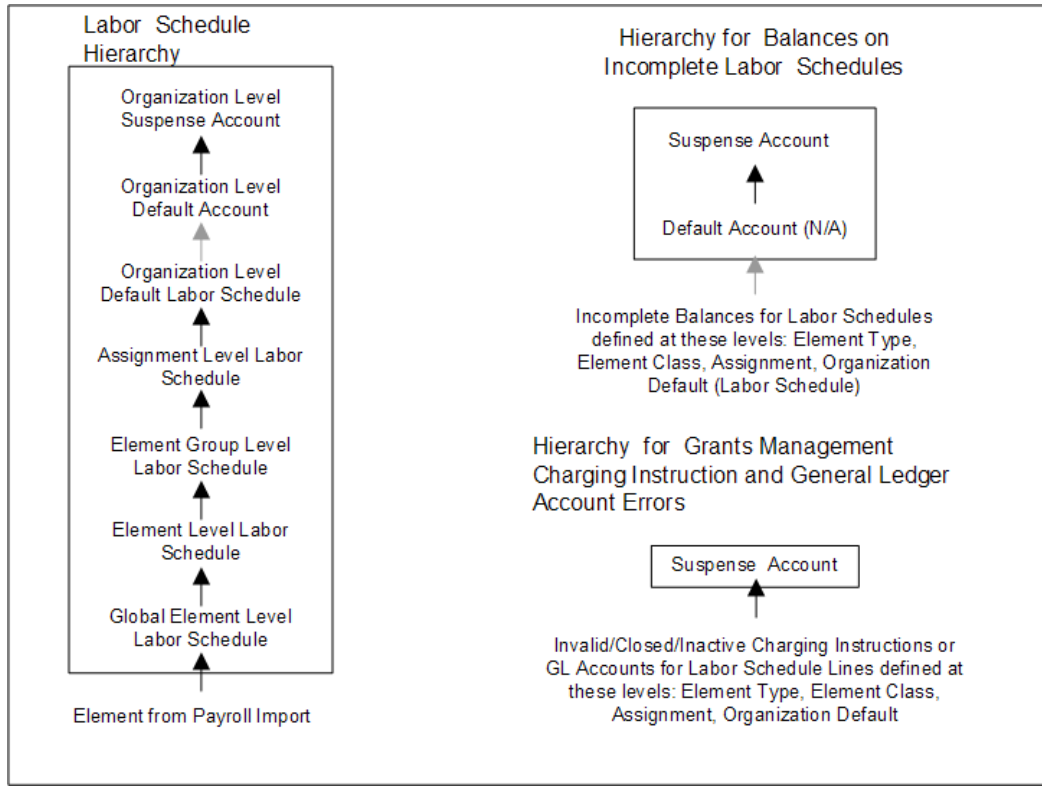 Labor Schedule
Hierarchy
Organization Level
Suspense Account
Organization Level
Default Account
Organization Level
Default Labor Schedule
Assignment Level Labor
Schedule
Element Group Level
Labor Schedule
Element Level Labor
Schedule
Global Element Level
Labor Schedule
Element from Payroll Import
Hierarchy for Balances on
Incomplete Labor Schedules
Suspense Account
Default Account (N/A)
Incomplete Balances for Labor Schedules
defined at these levels: Element Type,
Element Class, Assignment, Organization
Default (Labor Schedule)
Hierarchy for Grants Management
Charging Instruction and General Ledger
Account Errors
Suspense Account
Invalid/Closed/Inactive Charging Instructions or
GL Accounts for Labor Schedule Lines defined at
these levels: Element Type, Element Class,
Assignment, Organization Default